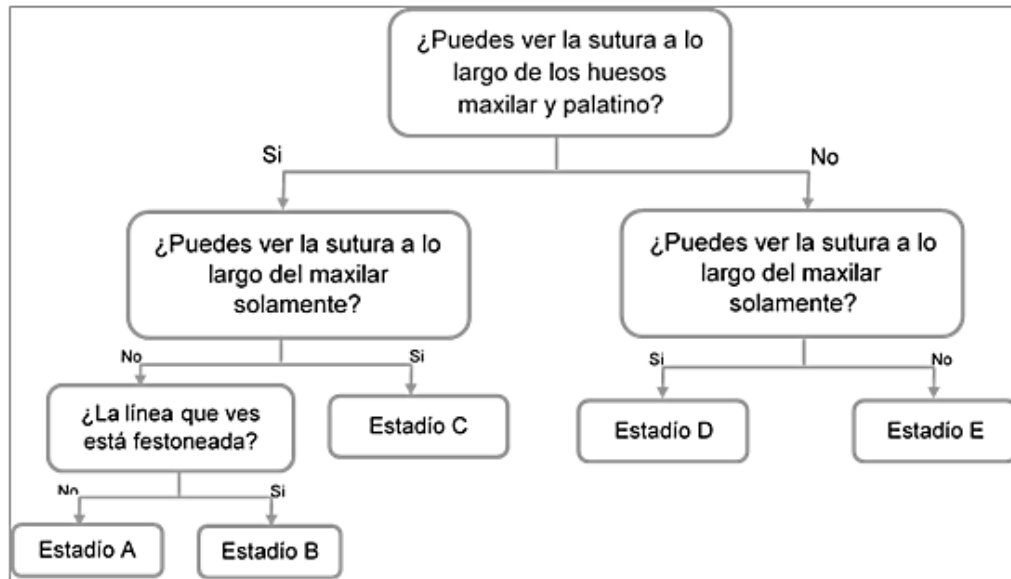 ¿Puedes ver la sutura a lo
largo de los huesos
maxilar y palatino?
Si
No
¿Puedes ver la sutura a lo
largo del maxilar
solamente?
¿Puedes ver la sutura a lo
largo del maxilar
solamente?
No
Si
Si
No
¿La línea que ves
está festoneada?
Estadío C
Estadío D
Estadío E
No
Si
Estadío A
Estadío B